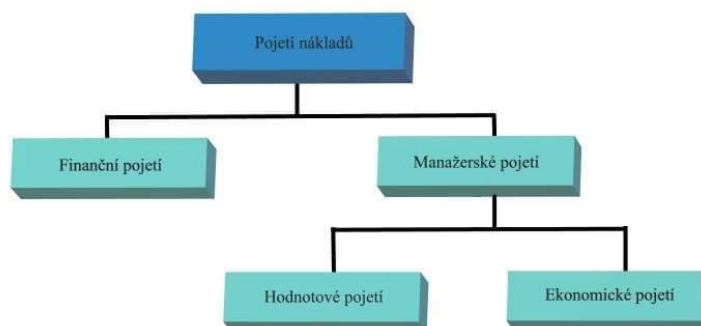 Pojetí nákladů
Finanční pojetí
Manažerské pojetí
Hodnotové pojetí
Ekonomické pojetí